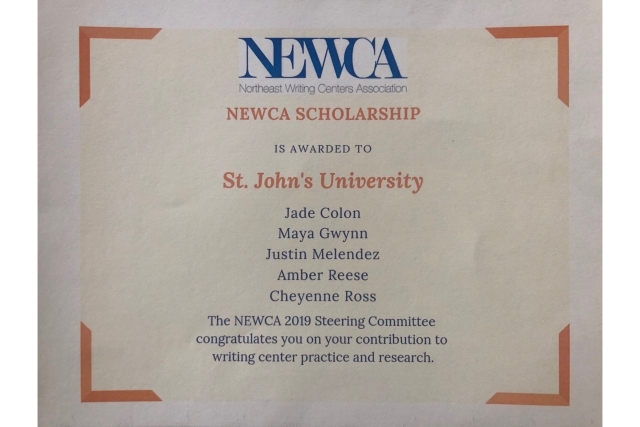 NEWCA
Northeast Writing Centers Association
NEWCA SCHOLARSHIP
IS AWARDED TO
St. John's University
Jade Colon
Maya Gwynn
Justin Melendez
Amber Reese
Cheyenne Ross
The NEWCA 2019 Steering Committee
congratulates you on your contribution to
writing center practice and research.